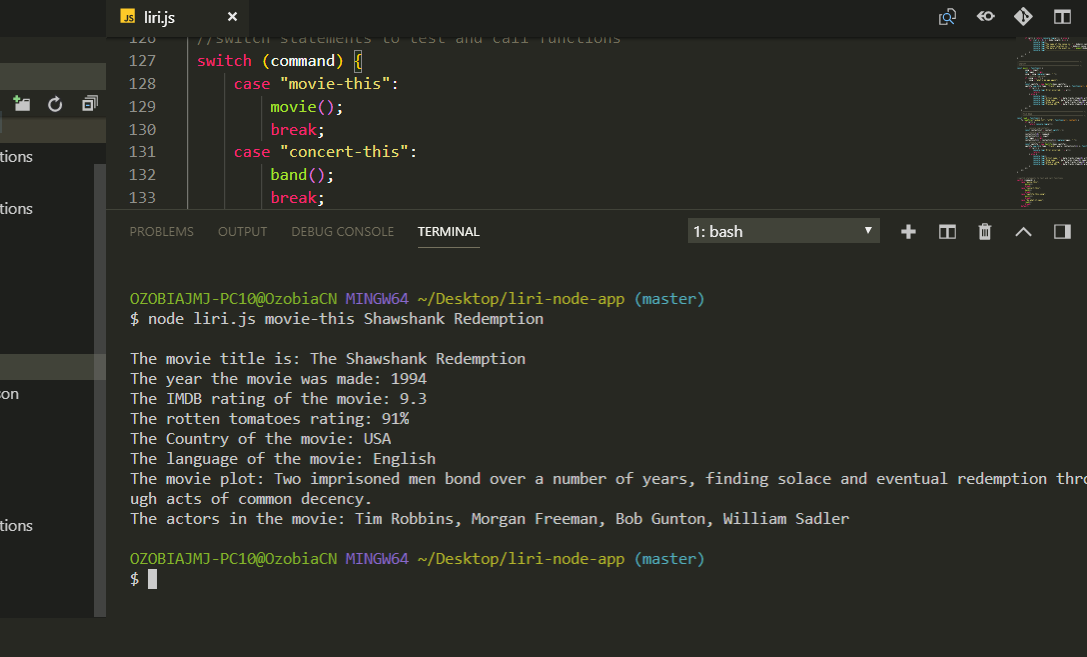 liri.js
126 //switch statements to test and call functions
127 switch (command) {
128 case "movie-this":
129 movie();
130 break;
131 case "concert-this":
132 band();
133 break;
tions
tions
son
tions
PROBLEMS OUTPUT DEBUG CONSOLE TERMINAL 1: bash
OZOBIAJMJ-PC10@OzobiaCN MINGW64 ~/Desktop/liri-node-app (master)
$ node liri.js movie-this Shawshank Redemption
The movie title is: The Shawshank Redemption
The year the movie was made: 1994
The IMDB rating of the movie: 9.3
The rotten tomatoes rating: 91%
The Country of the movie: USA
The language of the movie: English
The movie plot: Two imprisoned men bond over a number of years, finding solace and eventual redemption thro
ugh acts of common decency.
The actors in the movie: Tim Robbins, Morgan Freeman, Bob Gunton, William Sadler
OZOBIAJMJ-PC10@OzobiaCN MINGW64 ~/Desktop/liri-node-app (master)
$